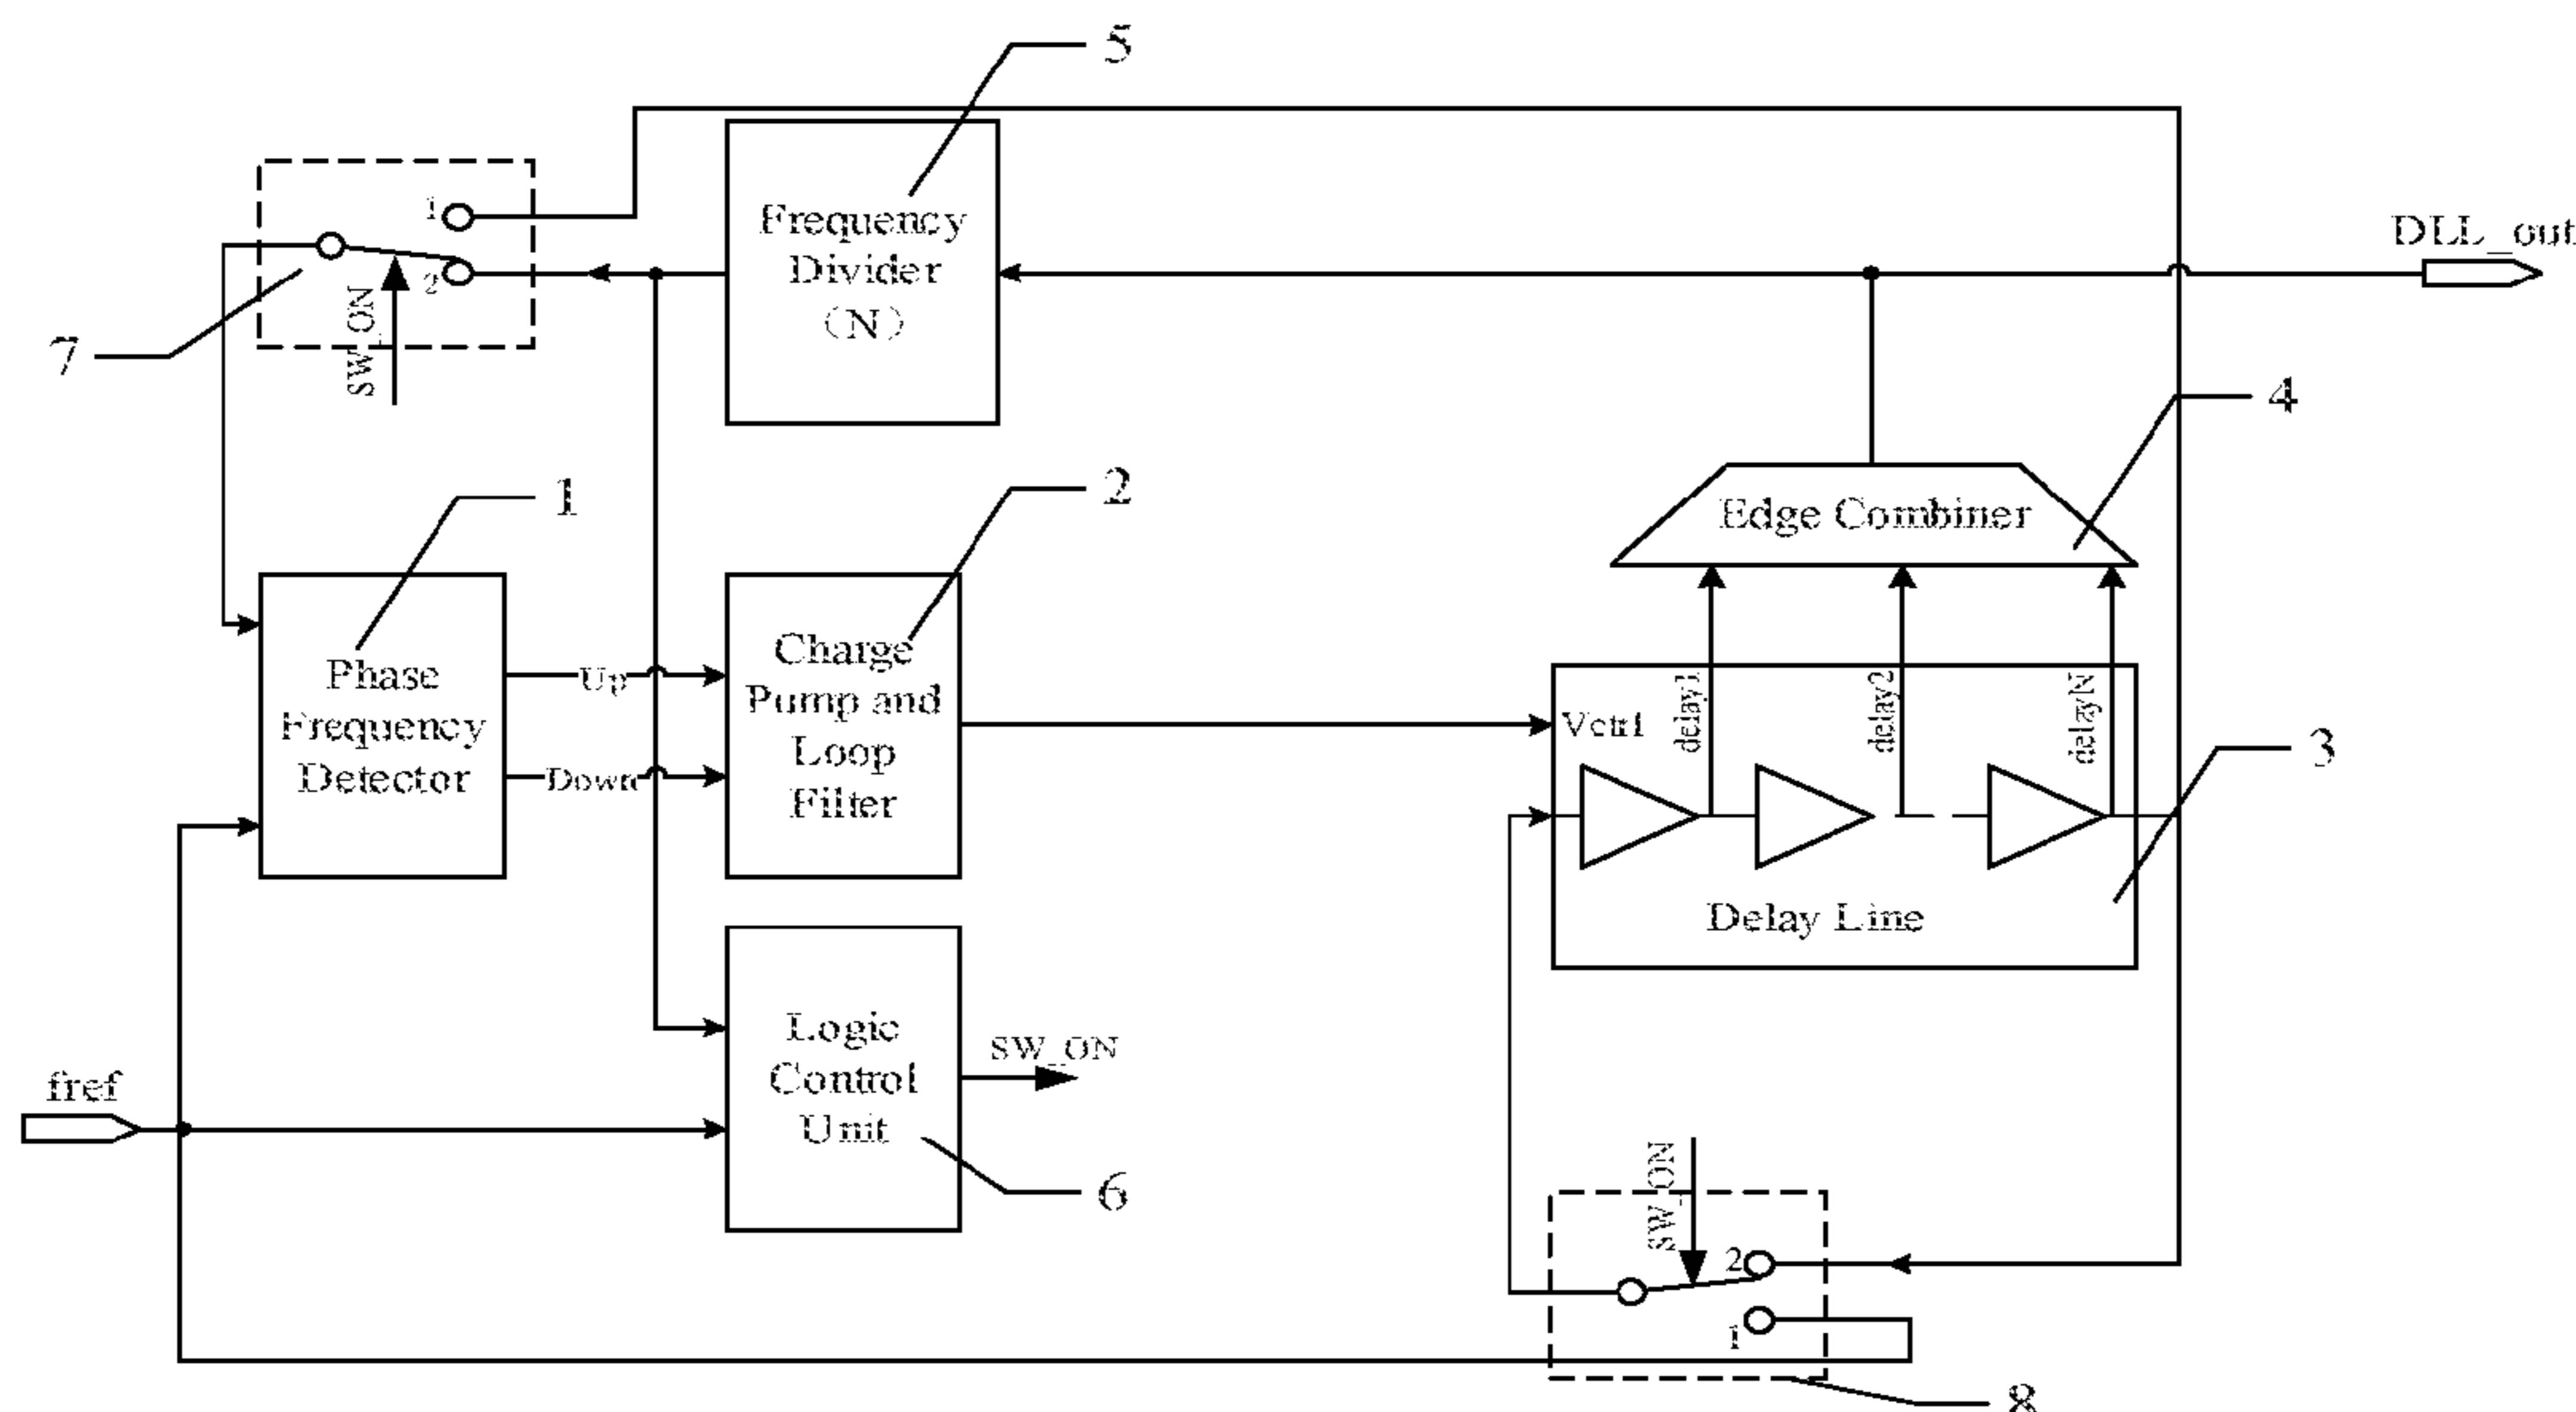 5
1
2
SW_ON
7
Frequency
Divider
（N）
DLL_out
4
Edge Combiner
1
2
Phase
Frequency
Detector
Up
Down
Charge
Pump and
Loop
Filter
Vctrl
delay1
delay2
delayN
3
Delay Line
fref
Logic
Control
Unit
SW_ON
6
SW_ON
2
1
8